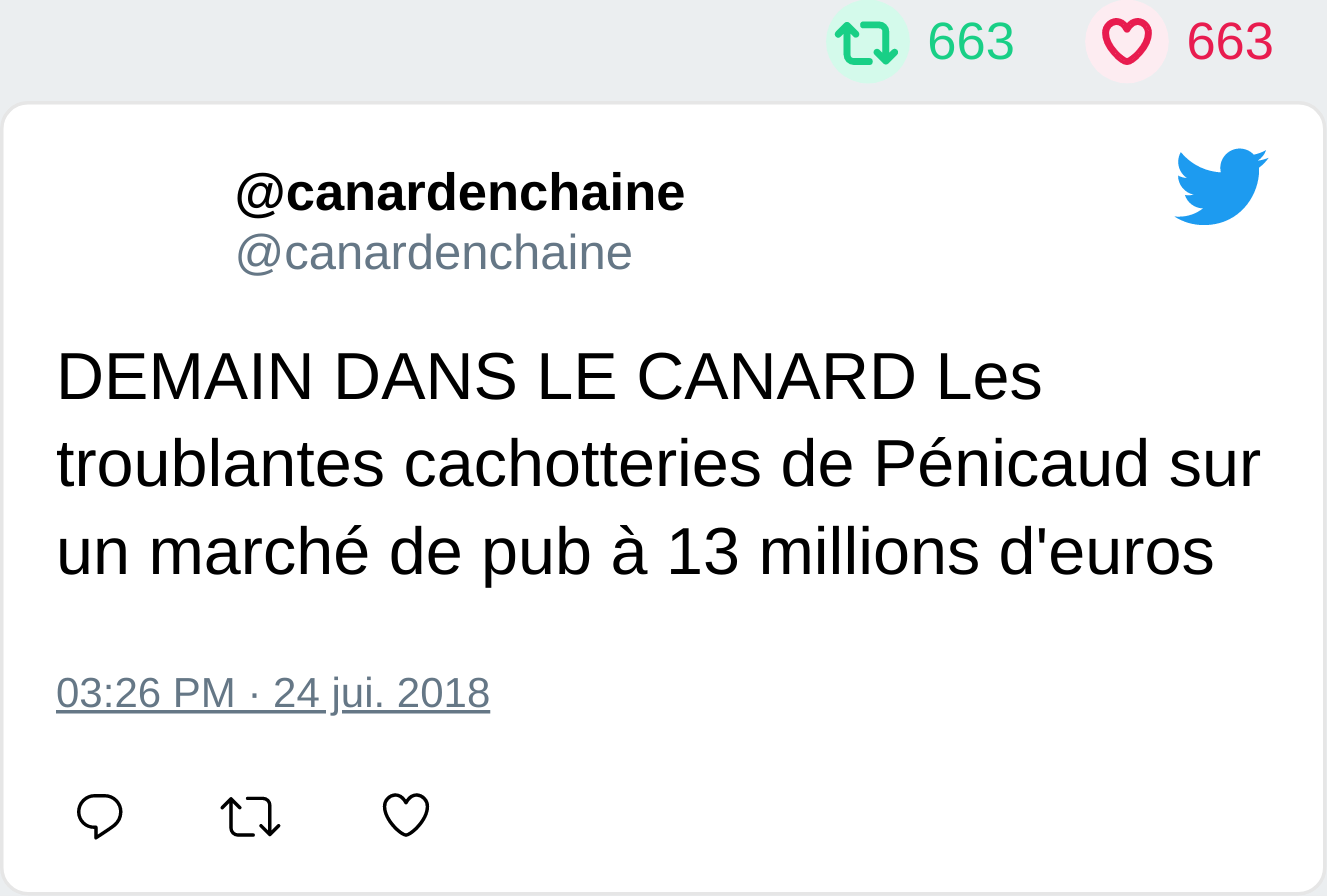 663 663
@canardenchaine
@canardenchaine
DEMAIN DANS LE CANARD Les
troublantes cachotteries de Pénicaud sur
un marché de pub à 13 millions d'euros
03:26 PM · 24 jui. 2018